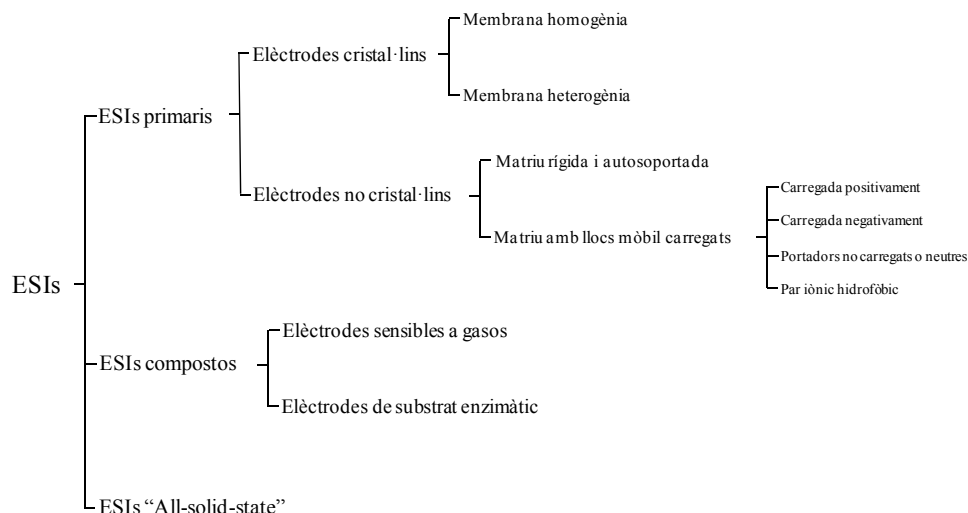 ESIs
ESIs primaris
Elèctrodes cristal·lins
Membrana homogènia
Membrana heterogènia
Elèctrodes no cristal·lins
Matriu rígida i autosoportada
Matriu amb llocs mòbil carregats
Carregada positivament
Carregada negativament
Portadors no carregats o neutres
Par iònic hidrofòbic
ESIs compostos
Elèctrodes sensibles a gasos
Elèctrodes de substrat enzimàtic
ESIs “All-solid-state”